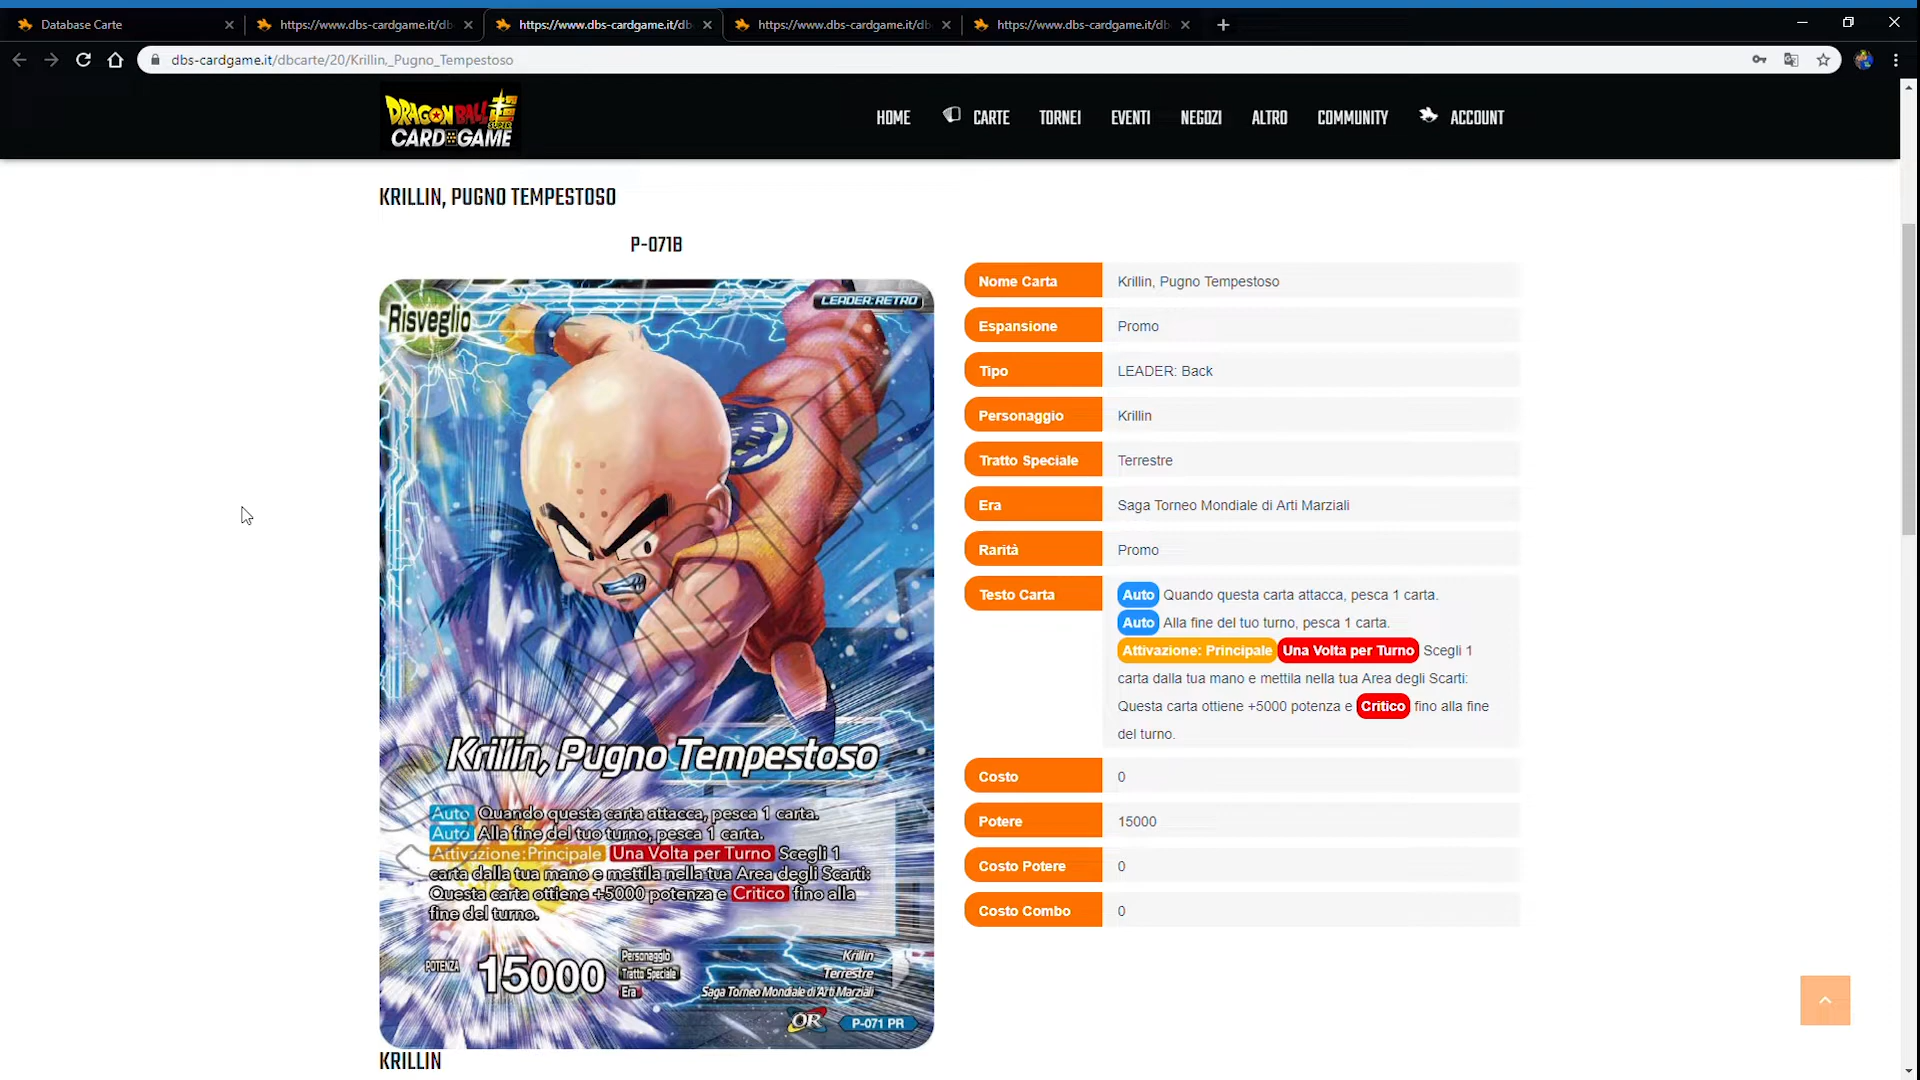 Database Carte
https://www.dbs-cardgame.it/db
https://www.dbs-cardgame.it/db
https://www.dbs-cardgame.it/db
https://www.dbs-cardgame.it/db
dbs-cardgame.it/dbcarte/20/Krillin,_Pugno_Tempestoso
DRAGON BALL SUPER
CARD GAME
HOME CARTE TORNEI EVENTI NEGOZI ALTRO COMMUNITY ACCOUNT
KRILLIN, PUGNO TEMPESTOSO
P-071B
LEADER:RETRO
Risveglio
SAMPLE
Krillin, Pugno Tempestoso
Auto Quando questa carta attacca, pesca 1 carta.
Auto Alla fine del tuo turno, pesca 1 carta.
Attivazione:Principale Una Volta per Turno Scegli 1
carta dalla tua mano e mettila nella tua Area degli Scarti:
Questa carta ottiene +5000 potenza e Critico fino alla
fine del turno.
POTENZA 15000
Personaggio Krillin
Tratto Speciale Terrestre
Era Saga Torneo Mondiale di Arti Marziali
OR P-071 PR
Nome Carta Krillin, Pugno Tempestoso
Espansione Promo
Tipo LEADER: Back
Personaggio Krillin
Tratto Speciale Terrestre
Era Saga Torneo Mondiale di Arti Marziali
Rarità Promo
Testo Carta Auto Quando questa carta attacca, pesca 1 carta.
Auto Alla fine del tuo turno, pesca 1 carta.
Attivazione: Principale Una Volta per Turno Scegli 1
carta dalla tua mano e mettila nella tua Area degli Scarti:
Questa carta ottiene +5000 potenza e Critico fino alla fine
del turno.
Costo 0
Potere 15000
Costo Potere 0
Costo Combo 0
KRILLIN